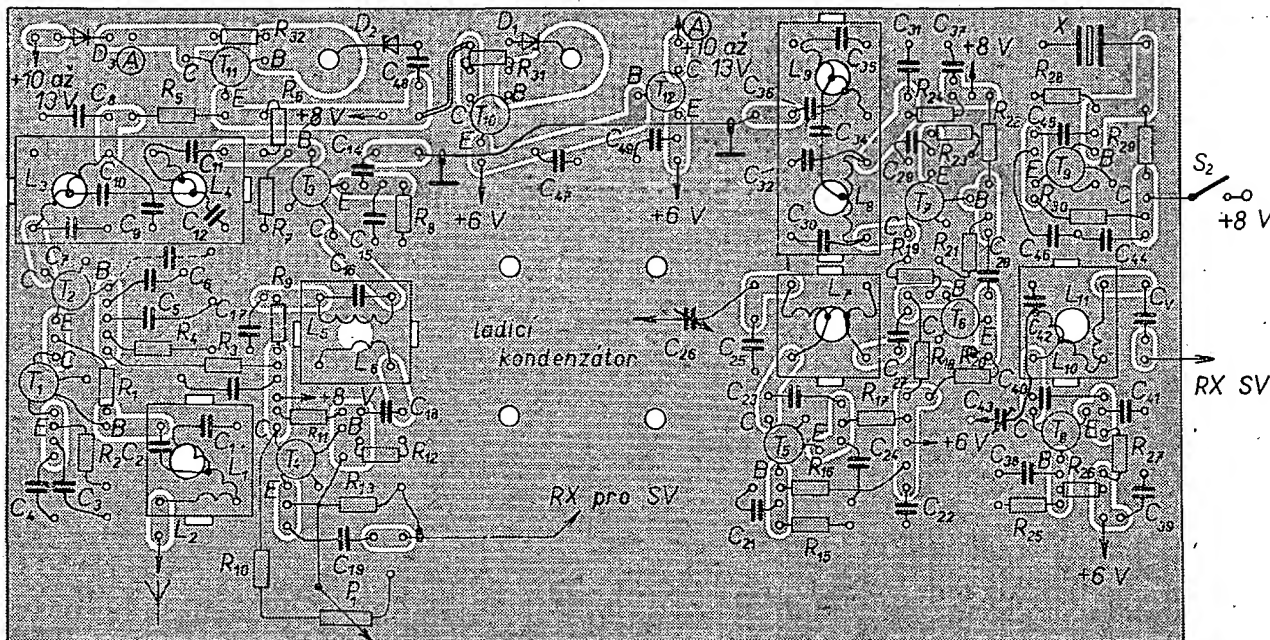 D3
A
C
T11
B
R32
D2
C48
D1
R31
A
+10 až
13 V
+10 až
13 V
C8
R5
E
R6
+8 V
C
T10
B
E
B
T12
C
E
C36
L9
C35
C31
C37
+8 V
R28
X
R24
R22
C45
R29
L3
C10
C11
L4
C9
C12
R7
B
T3
C14
E
C
C15
R8
+6 V
C47
C49
+6 V
C32
C34
L8
C30
C29
R23
T7
B
C
E
T9
B
E
C
R30
S2
+8 V
C7
T2
B
E
C
C6
C5
R4
C17
R9
R3
C16
L5
L6
ladící
kondenzátor
C26
C25
L7
R19
R21
C
T6
B
E
C46
C44
L11
C42
L10
CV
RX SV
T1
R1
B
E
R2
C2
C1
L1
L2
C4
C3
+8 V
R11
B
C18
R12
C
T4
E
R13
C19
R10
P1
RX pro SV
C23
R17
C27
R18
R20
C
T5
E
B
R16
C24
+6 V
C21
R15
C22
C43
C40
C41
C
T8
E
B
C38
R26
R27
R25
C39
+6 V